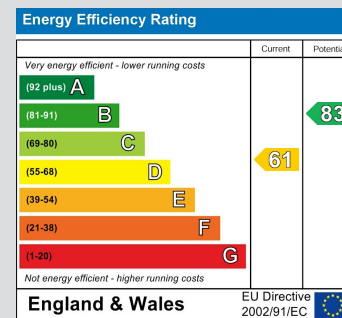 Energy Efficiency Rating
Current
Very energy efficient - lower running costs
(92 plus) A
(81-91) B
83
(69-80) C
61
(55-68) D
(39-54) E
(21-38) F
(1-20) G
Not energy efficient - higher running costs
England & Wales
EU Directive
2002/91/EC